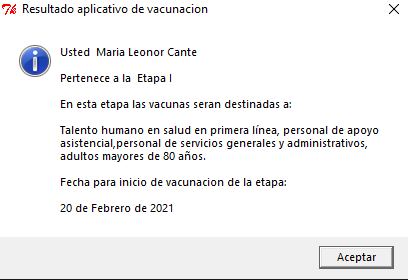 Resultado aplicativo de vacunacion
Usted  Maria Leonor Cante
Pertenece a la  Etapa I
En esta etapa las vacunas seran destinadas a:
Talento humano en salud en primera línea, personal de apoyo
asistencial,personal de servicios generales y administrativos,
adultos mayores de 80 años.
Fecha para inicio de vacunacion de la etapa:
20 de Febrero de 2021
Aceptar